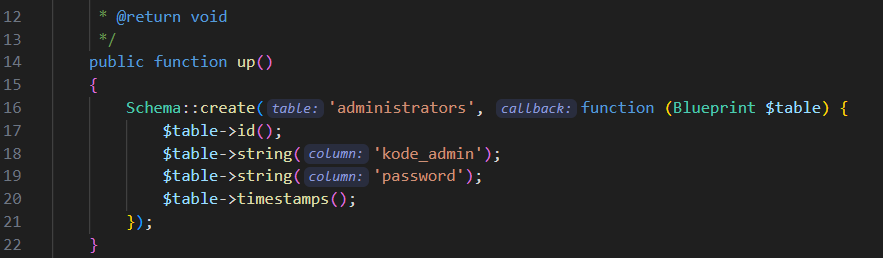 12 * @return void
13 */
14 public function up()
15 {
16 Schema::create(table: 'administrators', callback: function (Blueprint $table) {
17 $table->id();
18 $table->string(column: 'kode_admin');
19 $table->string(column: 'password');
20 $table->timestamps();
21 });
22 }